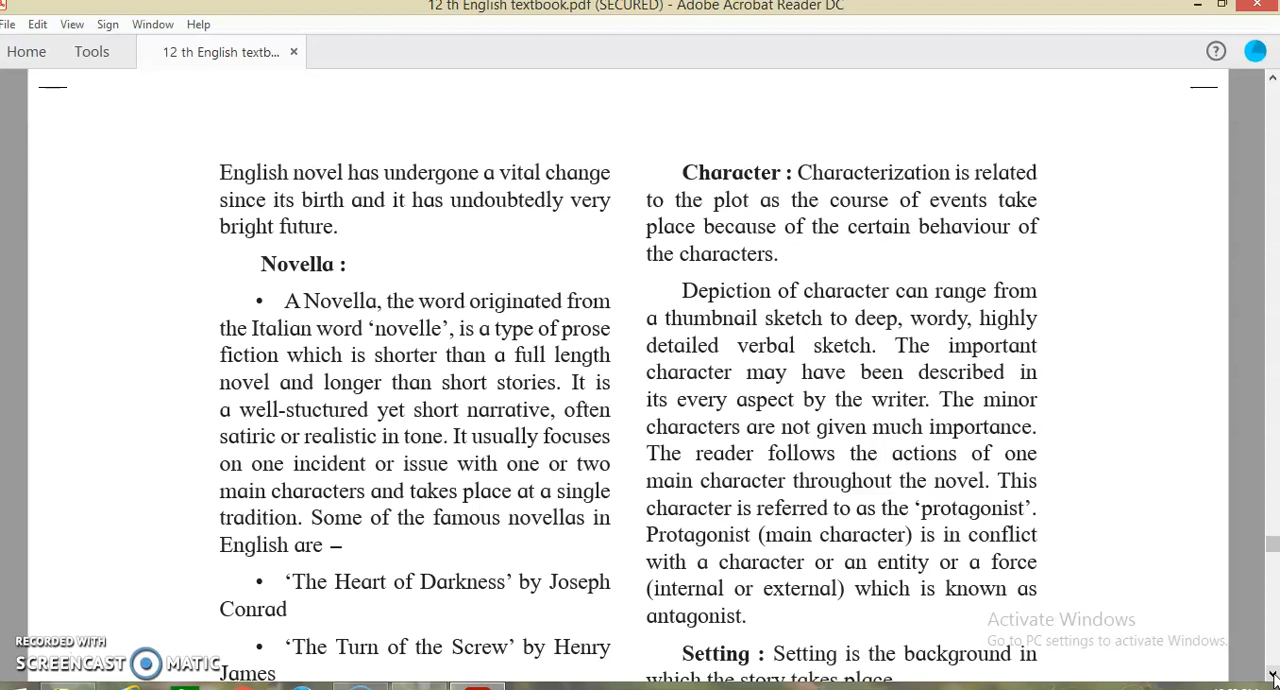 12 th English textbook.pdf (SECURED) - Adobe Acrobat Reader DC
File Edit View Sign Window Help
Home Tools 12 th English textb... ×
English novel has undergone a vital change
since its birth and it has undoubtedly very
bright future.
Novella :
• A Novella, the word originated from
the Italian word ‘novelle’, is a type of prose
fiction which is shorter than a full length
novel and longer than short stories. It is
a well-stuctured yet short narrative, often
satiric or realistic in tone. It usually focuses
on one incident or issue with one or two
main characters and takes place at a single
tradition. Some of the famous novellas in
English are –
• ‘The Heart of Darkness’ by Joseph
Conrad
• ‘The Turn of the Screw’ by Henry
James
Character : Characterization is related
to the plot as the course of events take
place because of the certain behaviour of
the characters.
Depiction of character can range from
a thumbnail sketch to deep, wordy, highly
detailed verbal sketch. The important
character may have been described in
its every aspect by the writer. The minor
characters are not given much importance.
The reader follows the actions of one
main character throughout the novel. This
character is referred to as the ‘protagonist’.
Protagonist (main character) is in conflict
with a character or an entity or a force
(internal or external) which is known as
antagonist.
Setting : Setting is the background in
which the story takes place.
Activate Windows
Go to PC settings to activate Windows.
RECORDED WITH
SCREENCAST MATIC